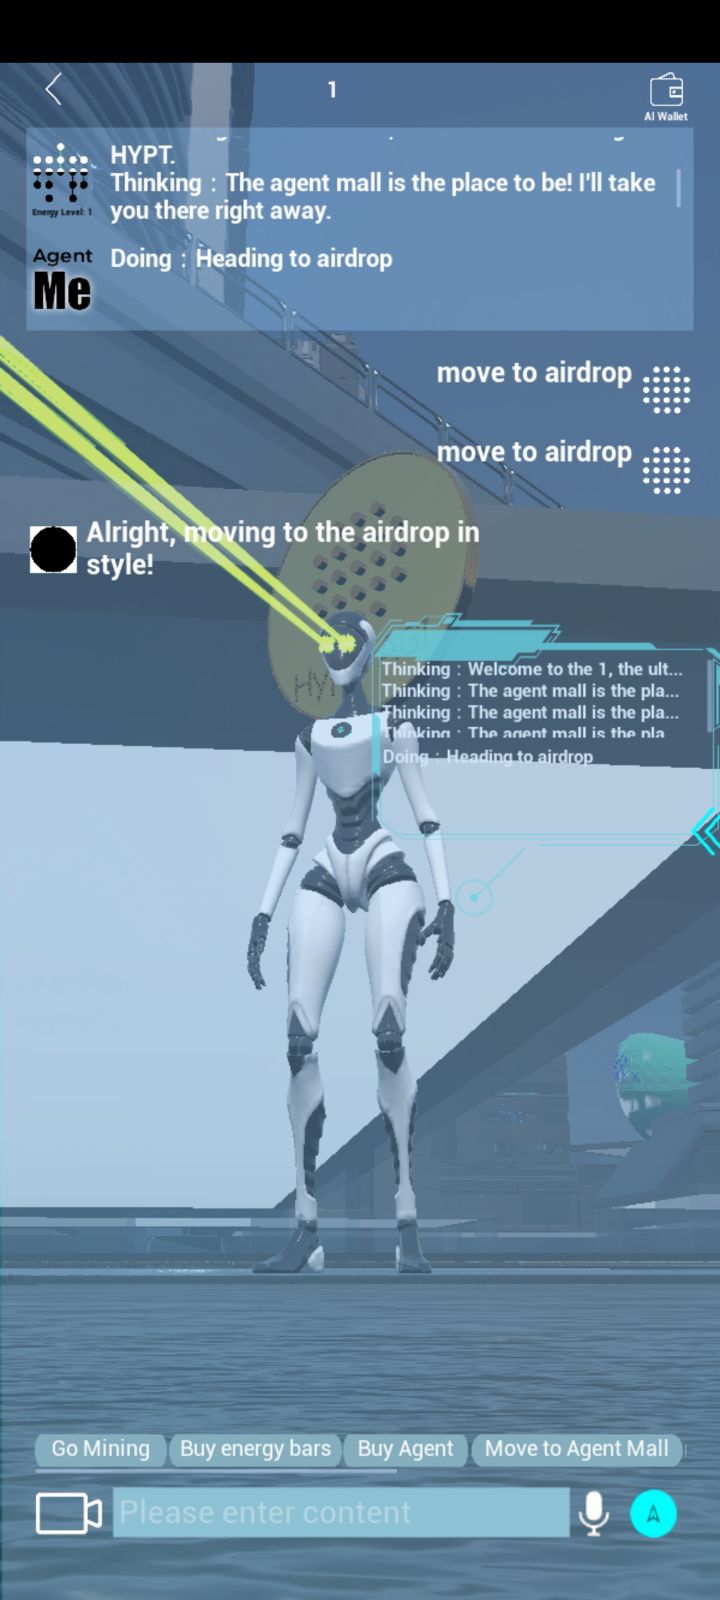 1
AI Wallet
HYPT.
Thinking : The agent mall is the place to be! I'll take
you there right away.
Energy Level: 1
Doing : Heading to airdrop
Agent
Me
move to airdrop
move to airdrop
Alright, moving to the airdrop in
style!
Thinking : Welcome to the 1, the ult...
Thinking : The agent mall is the pla...
Thinking : The agent mall is the pla...
Thinking : The agent mall is the pla
Doing : Heading to airdrop
Go Mining
Buy energy bars
Buy Agent
Move to Agent Mall
Please enter content